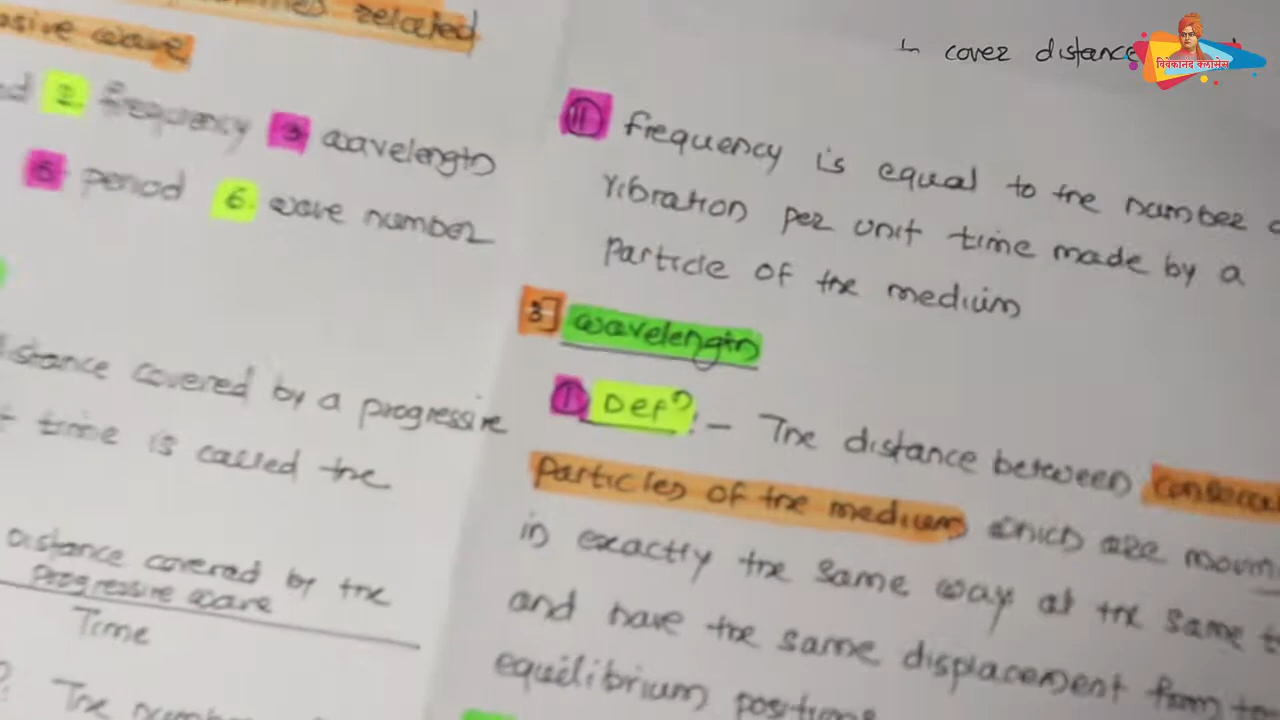 related
wave
2. frequency 3 wavelength
5. period 6. wave number
distance covered by a progressive
time is called the
Distance covered by the
progressive wave
Time
The
cover distance
विवेकानंद क्लासेस
II frequency is equal to the number
vibration per unit time made by a
particle of the medium
3] wavelength
I Defn :- The distance between
particles of the medium which are
in exactly the same way at the same
and have the same displacement from
equilibrium positions